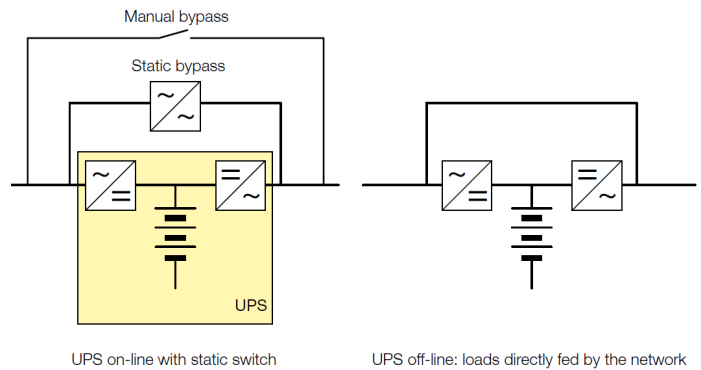 Manual bypass
Static bypass
UPS
UPS on-line with static switch
UPS off-line: loads directly fed by the network